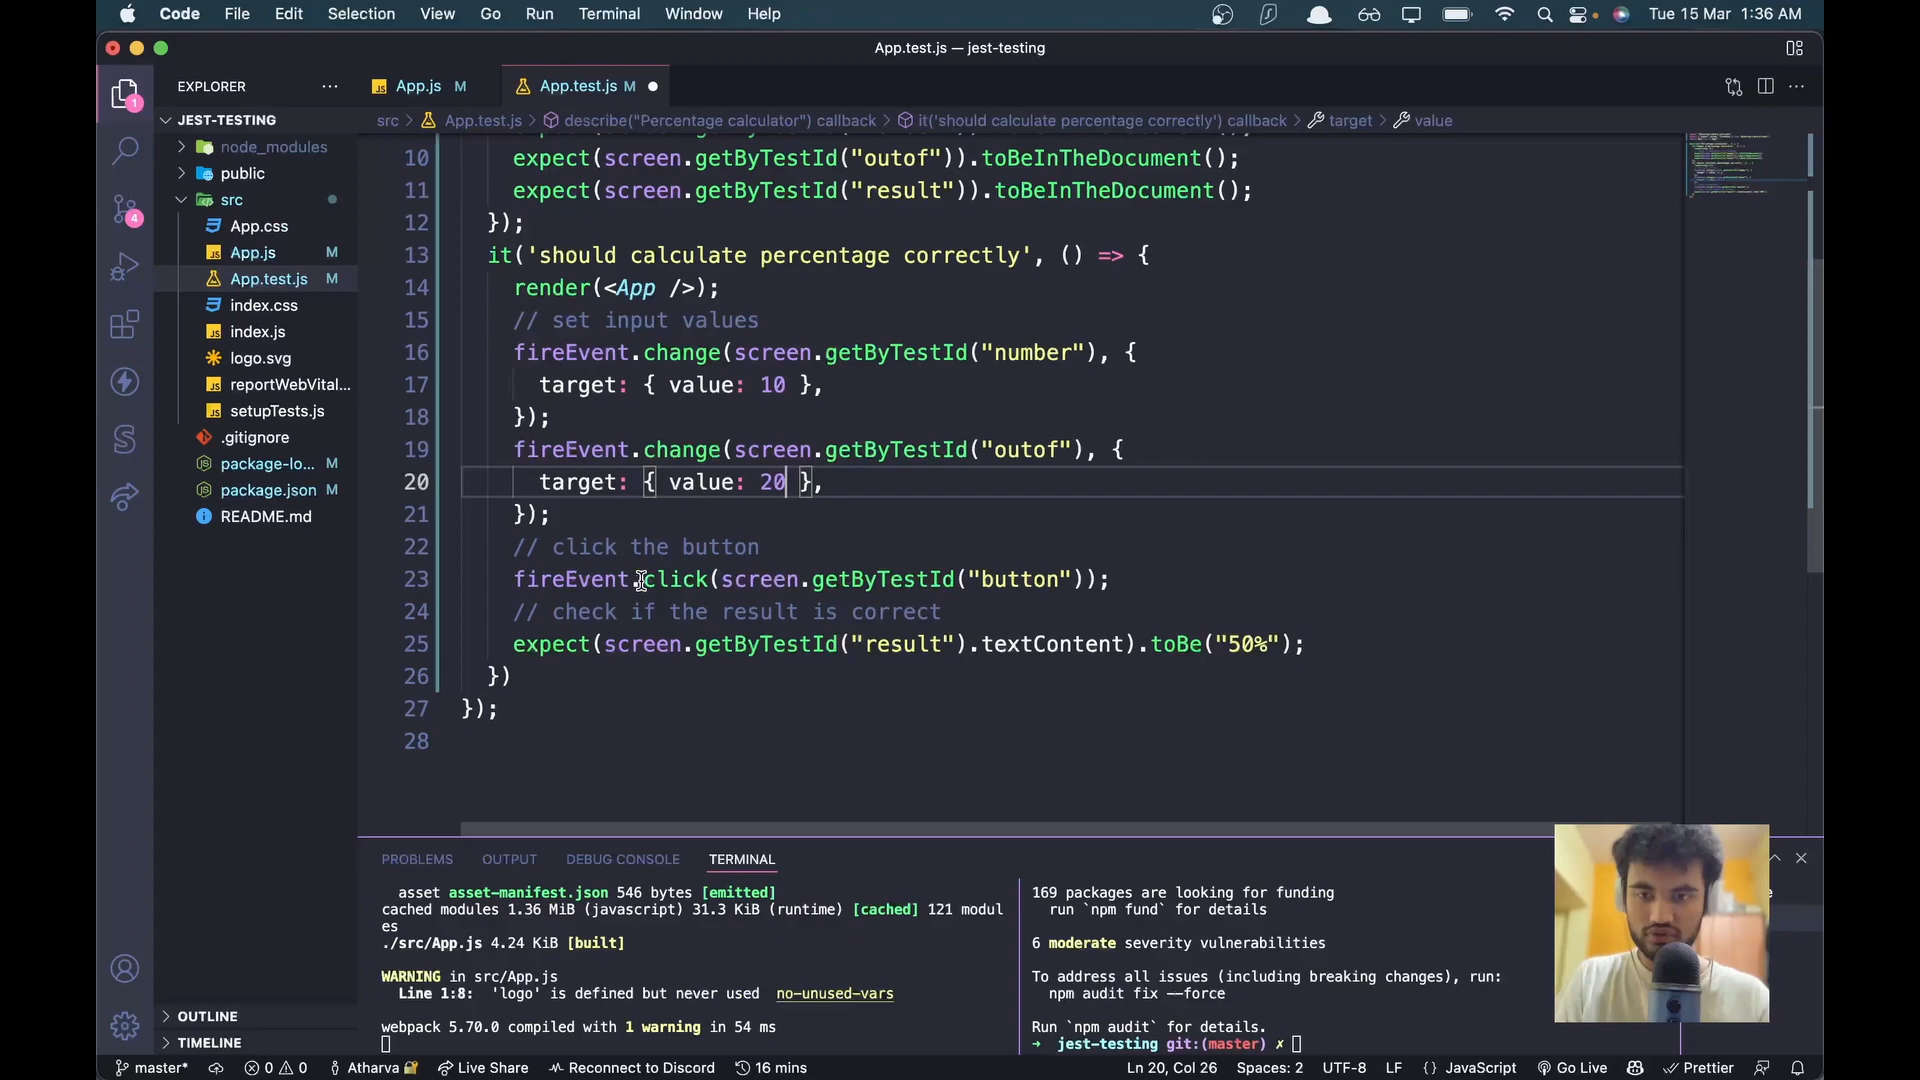 Code File Edit Selection View Go Run Terminal Window Help
Tue 15 Mar 1:36 AM
App.test.js — jest-testing
EXPLORER
App.js M
App.test.js M
JEST-TESTING
src > App.test.js > describe("Percentage calculator") callback > it('should calculate percentage correctly') callback > target > value
node_modules
public
src
App.css
App.js M
App.test.js M
index.css
index.js
logo.svg
reportWebVital...
setupTests.js
.gitignore
package-lo... M
package.json M
README.md
OUTLINE
TIMELINE
1
4
10 expect(screen.getByTestId("outof")).toBeInTheDocument();
11 expect(screen.getByTestId("result")).toBeInTheDocument();
12 });
13 it('should calculate percentage correctly', () => {
14 render(<App />);
15 // set input values
16 fireEvent.change(screen.getByTestId("number"), {
17 target: { value: 10 },
18 });
19 fireEvent.change(screen.getByTestId("outof"), {
20 target: { value: 20 },
21 });
22 // click the button
23 fireEvent.click(screen.getByTestId("button"));
24 // check if the result is correct
25 expect(screen.getByTestId("result").textContent).toBe("50%");
26 })
27 });
28
PROBLEMS OUTPUT DEBUG CONSOLE TERMINAL
asset asset-manifest.json 546 bytes [emitted]
cached modules 1.36 MiB (javascript) 31.3 KiB (runtime) [cached] 121 modul
es
./src/App.js 4.24 KiB [built]
WARNING in src/App.js
Line 1:8: 'logo' is defined but never used no-unused-vars
webpack 5.70.0 compiled with 1 warning in 54 ms
169 packages are looking for funding
run `npm fund` for details
6 moderate severity vulnerabilities
To address all issues (including breaking changes), run:
npm audit fix --force
Run `npm audit` for details.
→ jest-testing git:(master) ✗
master* 0 0 Atharva Live Share Reconnect to Discord 16 mins
Ln 20, Col 26 Spaces: 2 UTF-8 LF {} JavaScript Go Live Prettier